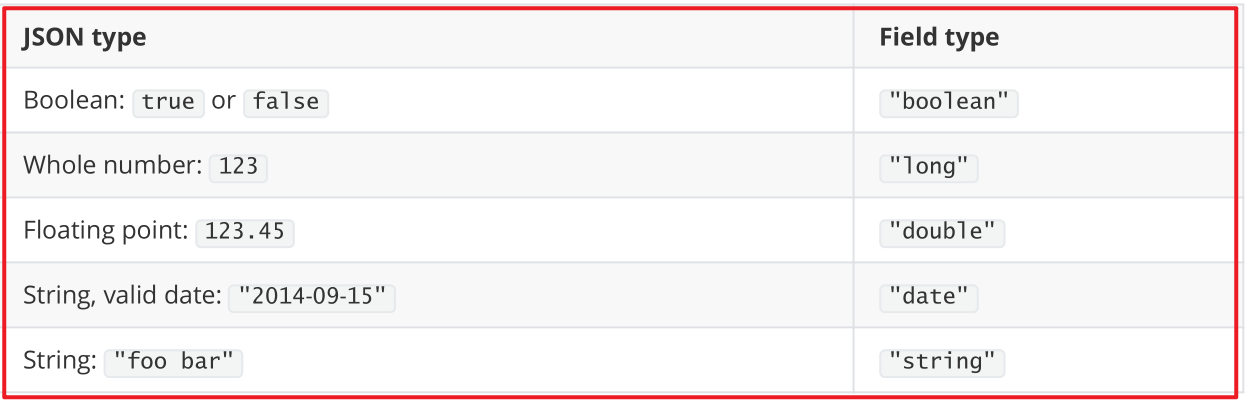 JSON type Field type
Boolean: true or false "boolean"
Whole number: 123 "long"
Floating point: 123.45 "double"
String, valid date: "2014-09-15" "date"
String: "foo bar" "string"